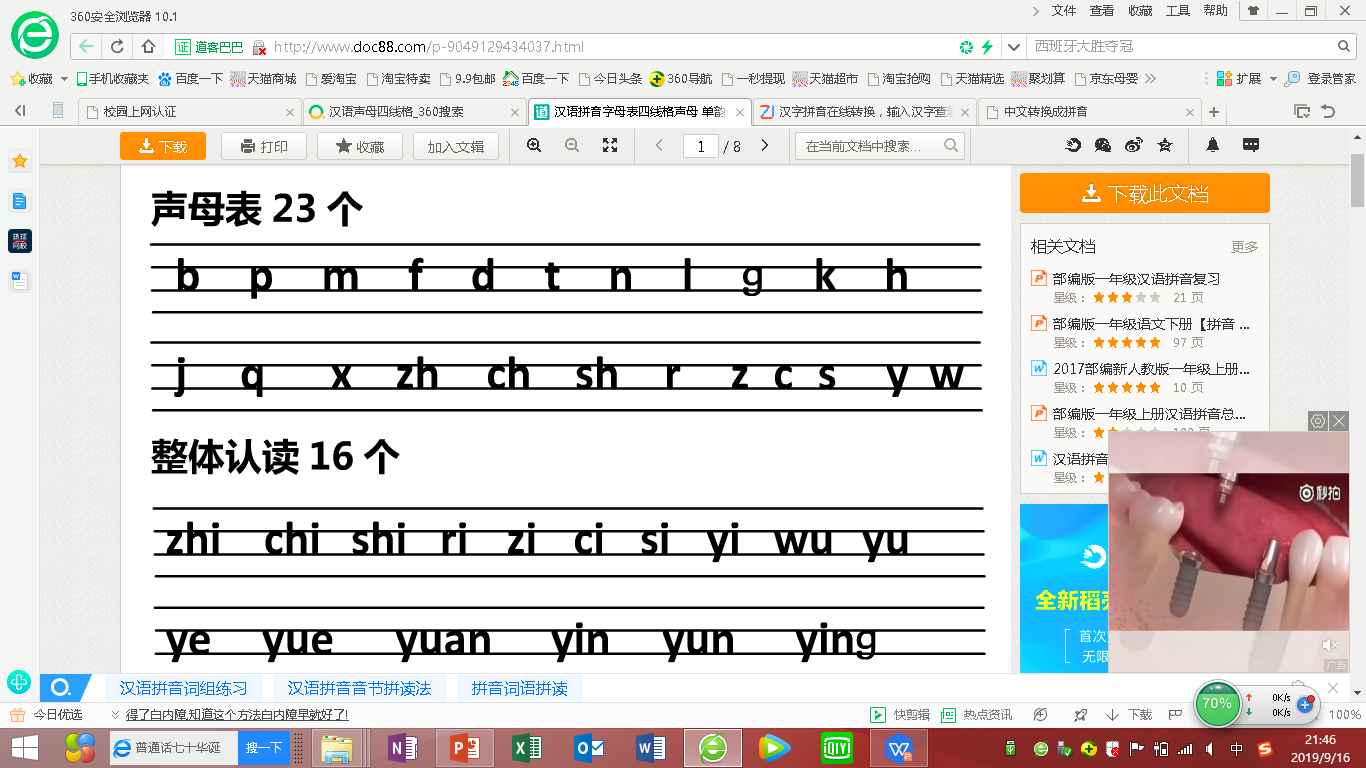 360安全浏览器 10.1
文件 查看 收藏 工具 帮助
证 道客巴巴 http://www.doc88.com/p-9049129434037.html
西班牙大胜夺冠
收藏 手机收藏夹 百度一下 天猫商城 爱淘宝 淘宝特卖 9.9包邮 百度一下 今日头条 360导航 一秒提现 天猫超市 淘宝抢购 天猫精选 聚划算 京东母婴 扩展 登录管家
校园上网认证 汉语声母四线格_360搜索 汉语拼音字母表四线格声母 单韵 汉字拼音在线转换，输入汉字查 中文转换成拼音
下载 打印 收藏 加入文辑 1 / 8 在当前文档中搜索...
声母表 23 个
b p m f d t n l g k h
j q x zh ch sh r z c s y w
整体认读 16 个
zhi chi shi ri zi ci si yi wu yu
ye yue yuan yin yun ying
下载此文档
相关文档 更多
部编版一年级汉语拼音复习
星级： 21 页
部编版一年级语文下册【拼音 ...
星级： 97 页
2017部编新人教版一年级上册...
星级： 10 页
部编版一年级上册汉语拼音总...
星级： 100 页
汉语拼音
星级：
秒拍
广告
全新稻
首次
无限
环球网校
汉语拼音词组练习 汉语拼音音节拼读法 拼音词语拼读
今日优选 得了白内障,知道这个方法白内障早就好了! 快剪辑 热点资讯 下载 100%
70% 0K/s
0K/s
普通话七十华诞 搜一下
iQIYI
中
21:46
2019/9/16